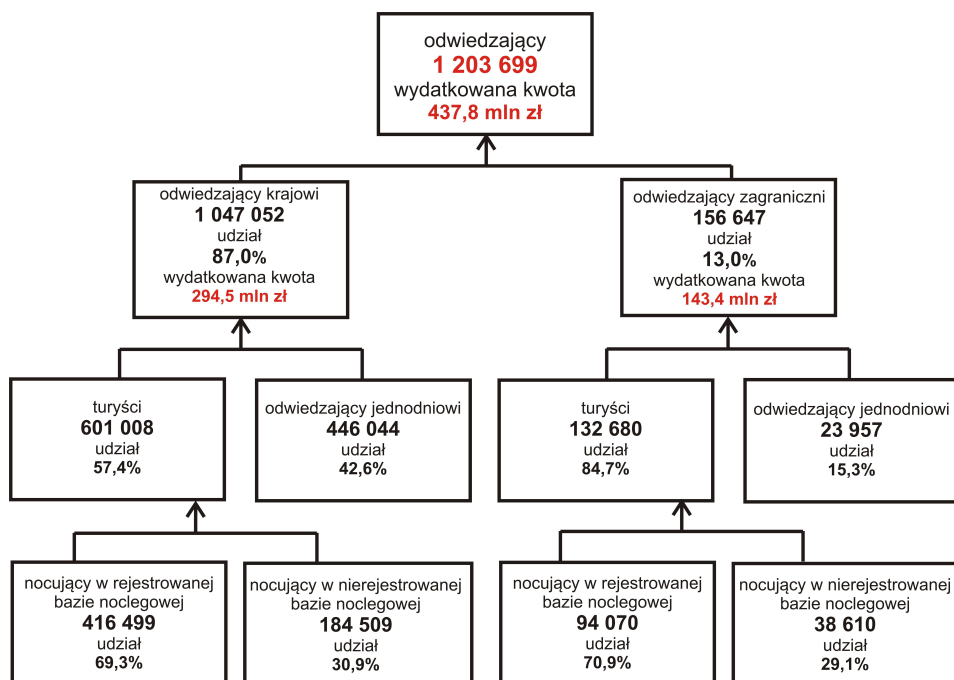 odwiedzający
1 203 699
wydatkowana kwota
437,8 mln zł
odwiedzający krajowi
1 047 052
udział
87,0%
wydatkowana kwota
294,5 mln zł
odwiedzający zagraniczni
156 647
udział
13,0%
wydatkowana kwota
143,4 mln zł
turyści
601 008
udział
57,4%
odwiedzający jednodniowi
446 044
udział
42,6%
turyści
132 680
udział
84,7%
odwiedzający jednodniowi
23 957
udział
15,3%
nocujący w rejestrowanej
bazie noclegowej
416 499
udział
69,3%
nocujący w nierejestrowanej
bazie noclegowej
184 509
udział
30,9%
nocujący w rejestrowanej
bazie noclegowej
94 070
udział
70,9%
nocujący w nierejestrowanej
bazie noclegowej
38 610
udział
29,1%